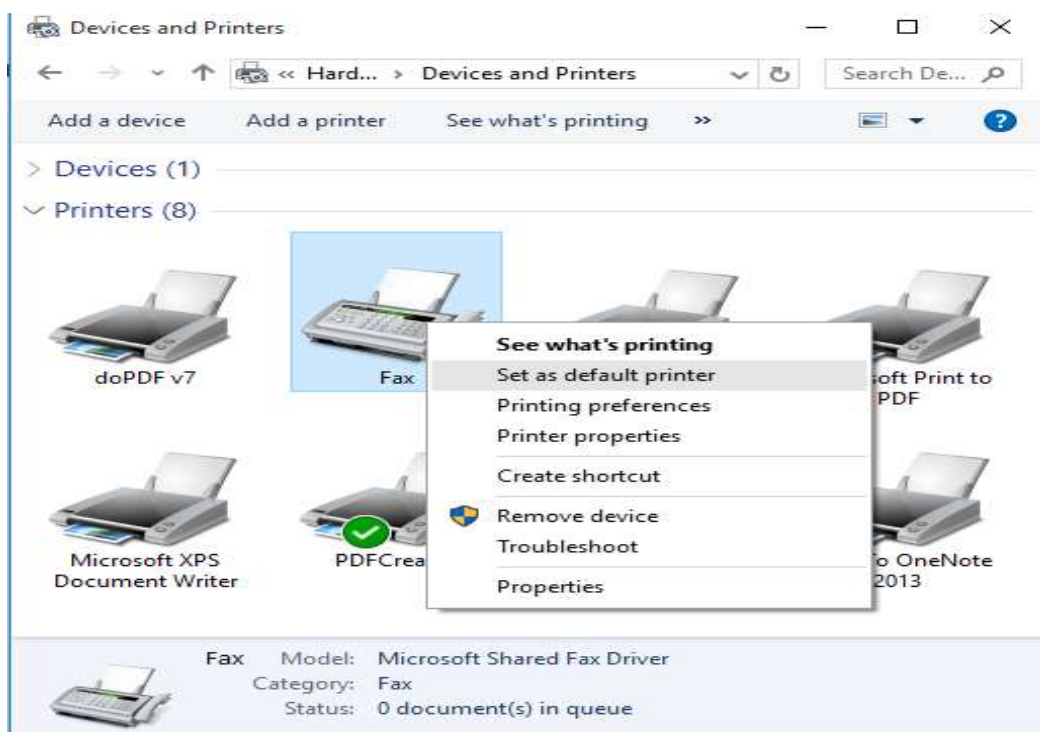 Devices and Printers
« Hard... › Devices and Printers
Search De...
Add a device Add a printer See what's printing »
Devices (1)
Printers (8)
doPDF v7
Fax
oft Print to
PDF
See what's printing
Set as default printer
Printing preferences
Printer properties
Create shortcut
Remove device
Troubleshoot
Properties
Microsoft XPS
Document Writer
PDFCrea
o OneNote
2013
Fax Model: Microsoft Shared Fax Driver
Category: Fax
Status: 0 document(s) in queue